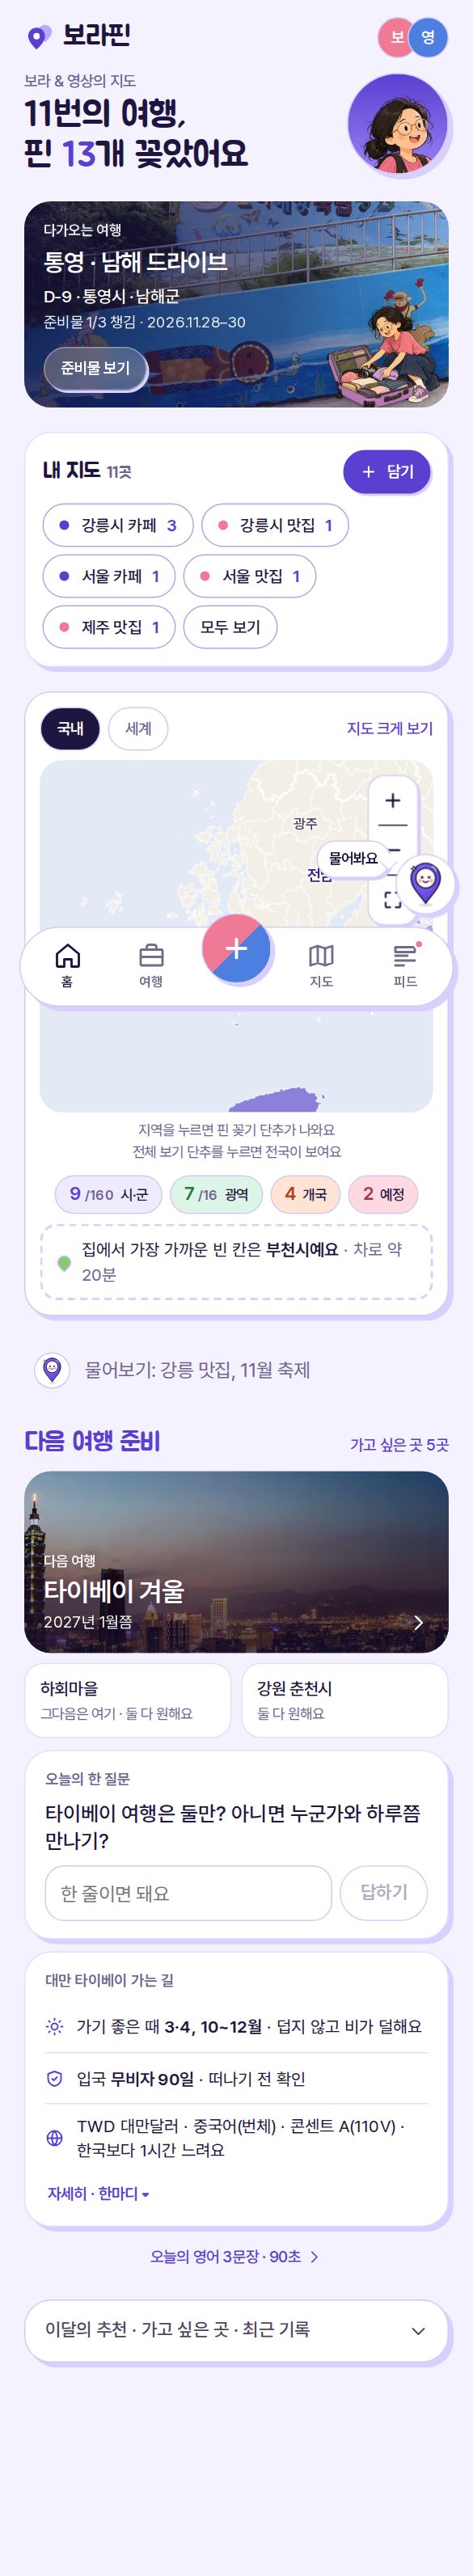 보라핀
보 영
보라 & 영상의 지도
11번의 여행,
핀 13개 꽂았어요
다가오는 여행
통영 · 남해 드라이브
D-9 · 통영시 · 남해군
준비물 1/3 챙김 · 2026.11.28–30
준비물 보기
내 지도 11곳
+ 담기
강릉시 카페 3
강릉시 맛집 1
서울 카페 1
서울 맛집 1
제주 맛집 1
모두 보기
국내
세계
지도 크게 보기
광주
물어봐요
홈
여행
지도
피드
지역을 누르면 핀 꽂기 단추가 나와요
전체 보기 단추를 누르면 전국이 보여요
9 /160 시·군
7 /16 광역
4 개국
2 예정
집에서 가장 가까운 빈 칸은 부천시예요 · 차로 약
20분
물어보기: 강릉 맛집, 11월 축제
다음 여행 준비
가고 싶은 곳 5곳
다음 여행
타이베이 겨울
2027년 1월쯤
하회마을
그다음은 여기 · 둘 다 원해요
강원 춘천시
둘 다 원해요
오늘의 한 질문
타이베이 여행은 둘만? 아니면 누군가와 하루쯤
만나기?
한 줄이면 돼요
답하기
대만 타이베이 가는 길
가기 좋은 때 3·4, 10~12월 · 덥지 않고 비가 덜해요
입국 무비자 90일 · 떠나기 전 확인
TWD 대만달러 · 중국어(번체) · 콘센트 A(110V) ·
한국보다 1시간 느려요
자세히 · 한마디
오늘의 영어 3문장 · 90초
이달의 추천 · 가고 싶은 곳 · 최근 기록